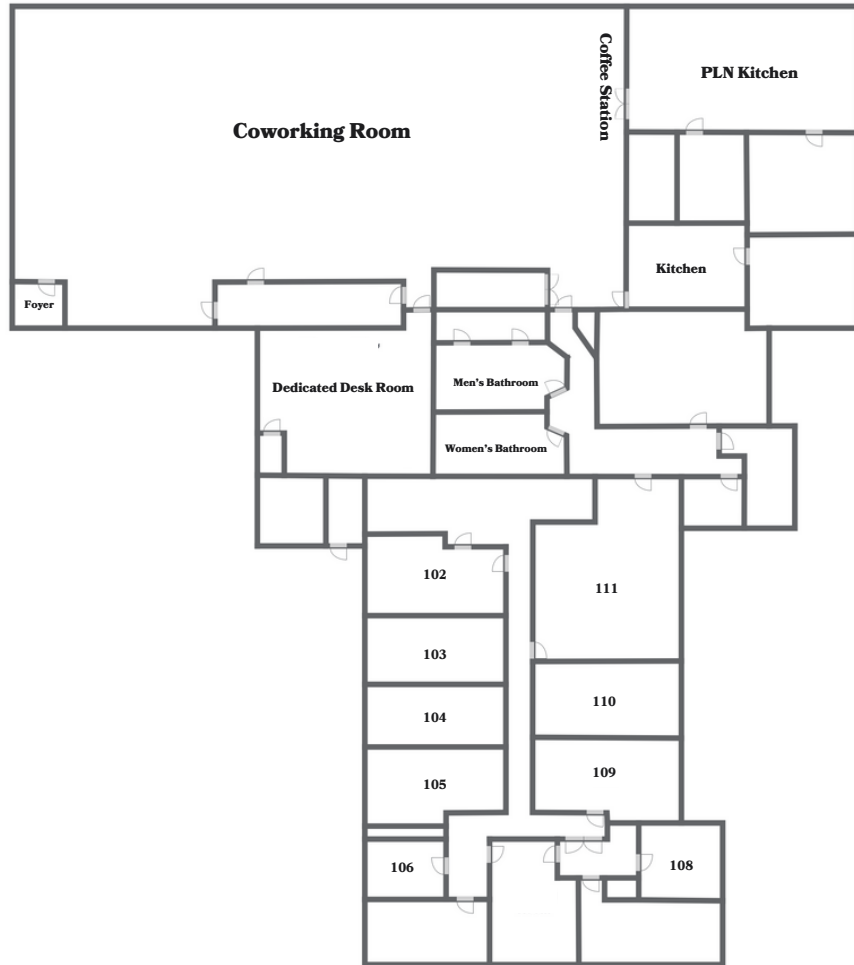 Coffee Station
PLN Kitchen
Coworking Room
Kitchen
Foyer
Men's Bathroom
Dedicated Desk Room
Women's Bathroom
102
111
103
110
104
109
105
106
108